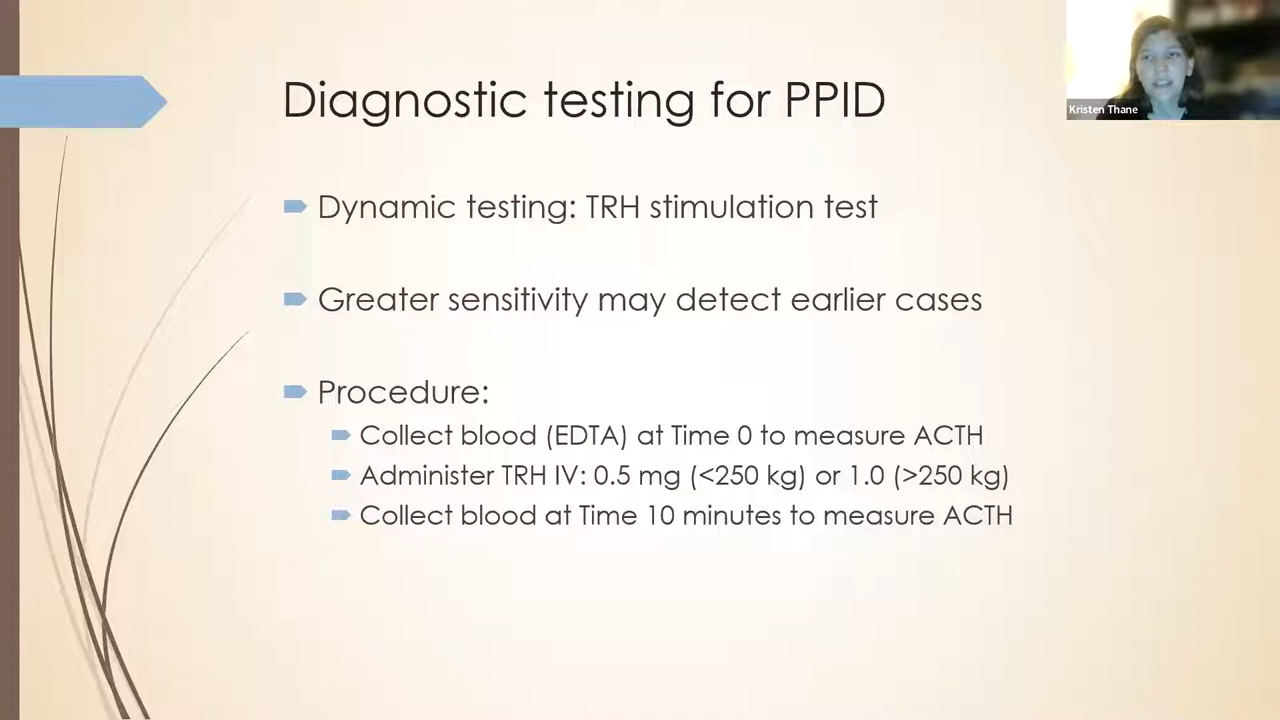 Diagnostic testing for PPID
Kristen Thane
Dynamic testing: TRH stimulation test
Greater sensitivity may detect earlier cases
Procedure:
Collect blood (EDTA) at Time 0 to measure ACTH
Administer TRH IV: 0.5 mg (<250 kg) or 1.0 (>250 kg)
Collect blood at Time 10 minutes to measure ACTH